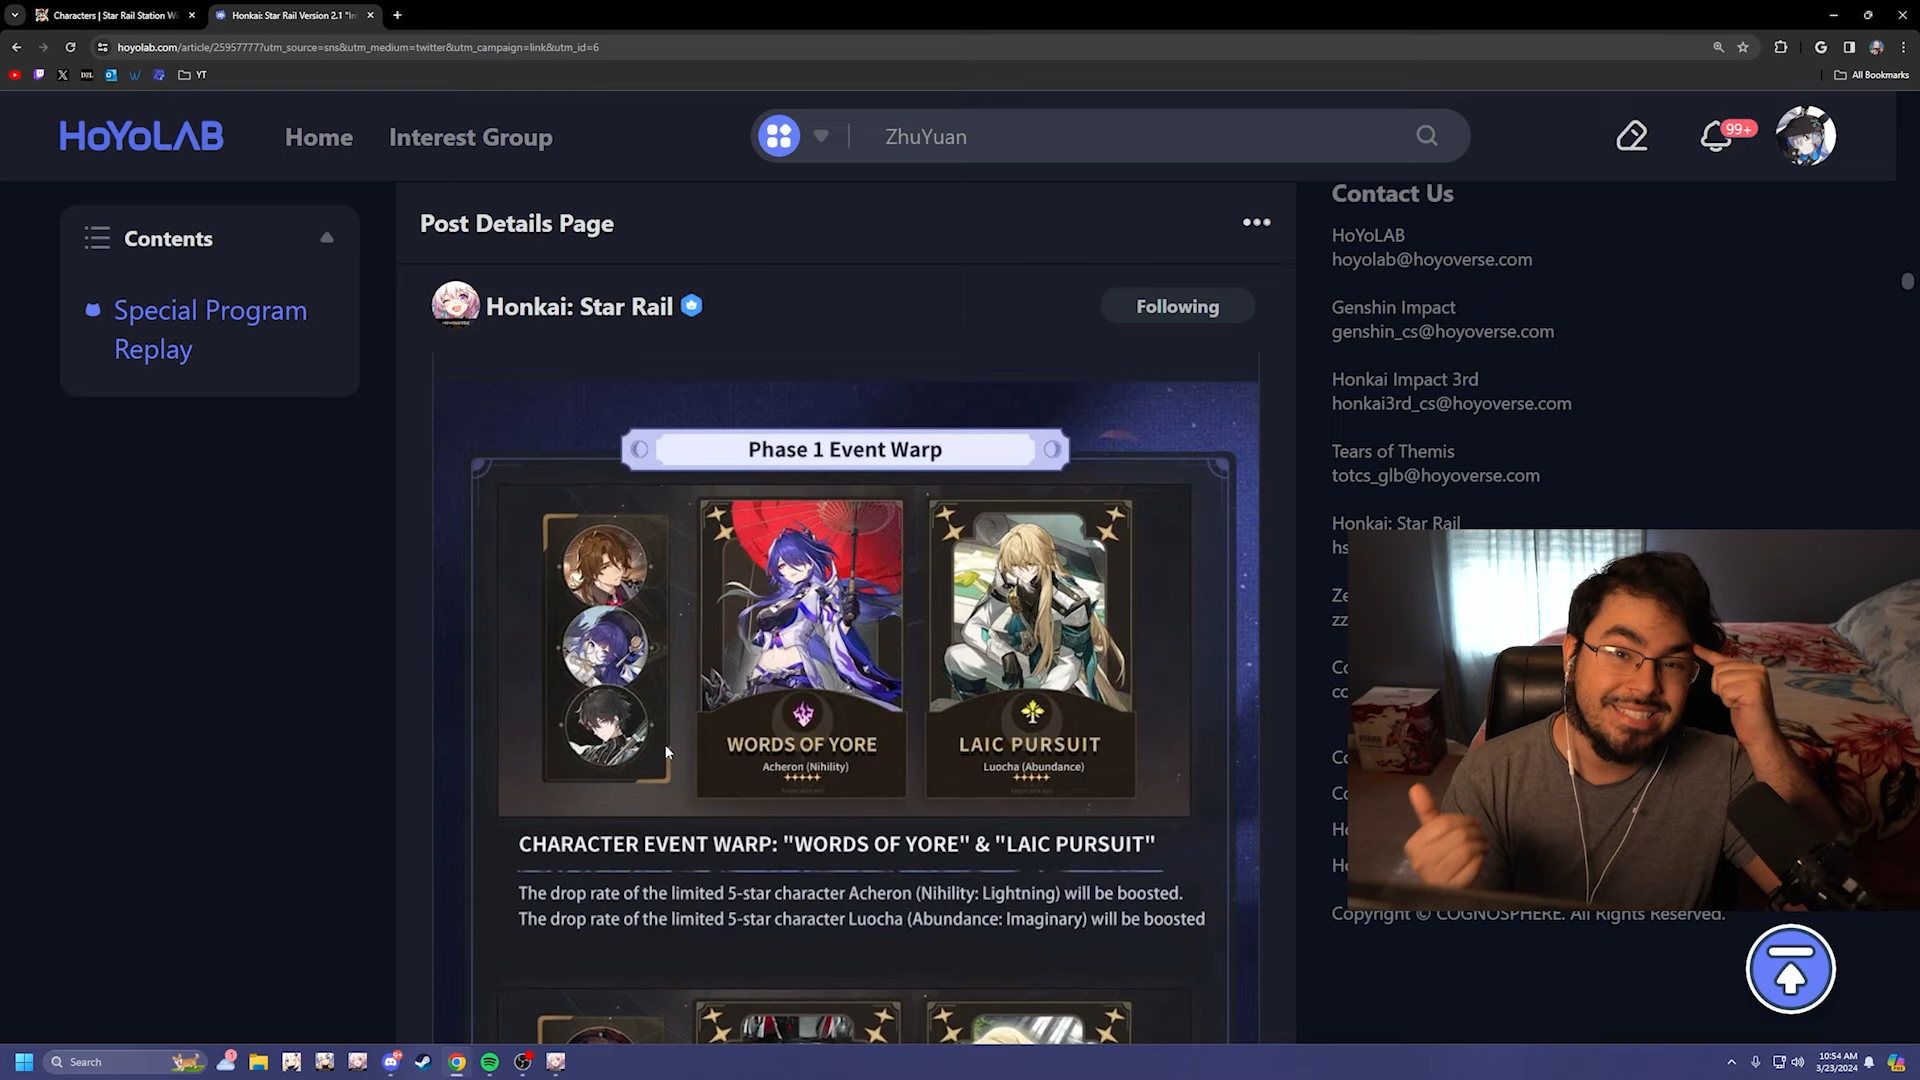 Characters | Star Rail Station Wi
Honkai: Star Rail Version 2.1 "In
hoyolab.com/article/25957777?utm_source=sns&utm_medium=twitter&utm_campaign=link&utm_id=6
YT
All Bookmarks
HoYoLAB
Home
Interest Group
ZhuYuan
99+
Contents
Special Program
Replay
Post Details Page
Honkai: Star Rail
Following
Phase 1 Event Warp
WORDS OF YORE
Acheron (Nihility)
LAIC PURSUIT
Luocha (Abundance)
CHARACTER EVENT WARP: "WORDS OF YORE" & "LAIC PURSUIT"
The drop rate of the limited 5-star character Acheron (Nihility: Lightning) will be boosted.
The drop rate of the limited 5-star character Luocha (Abundance: Imaginary) will be boosted
Contact Us
HoYoLAB
hoyolab@hoyoverse.com
Genshin Impact
genshin_cs@hoyoverse.com
Honkai Impact 3rd
honkai3rd_cs@hoyoverse.com
Tears of Themis
totcs_glb@hoyoverse.com
Honkai: Star Rail
Copyright © COGNOSPHERE. All Rights Reserved.
Search
10:54 AM
3/23/2024